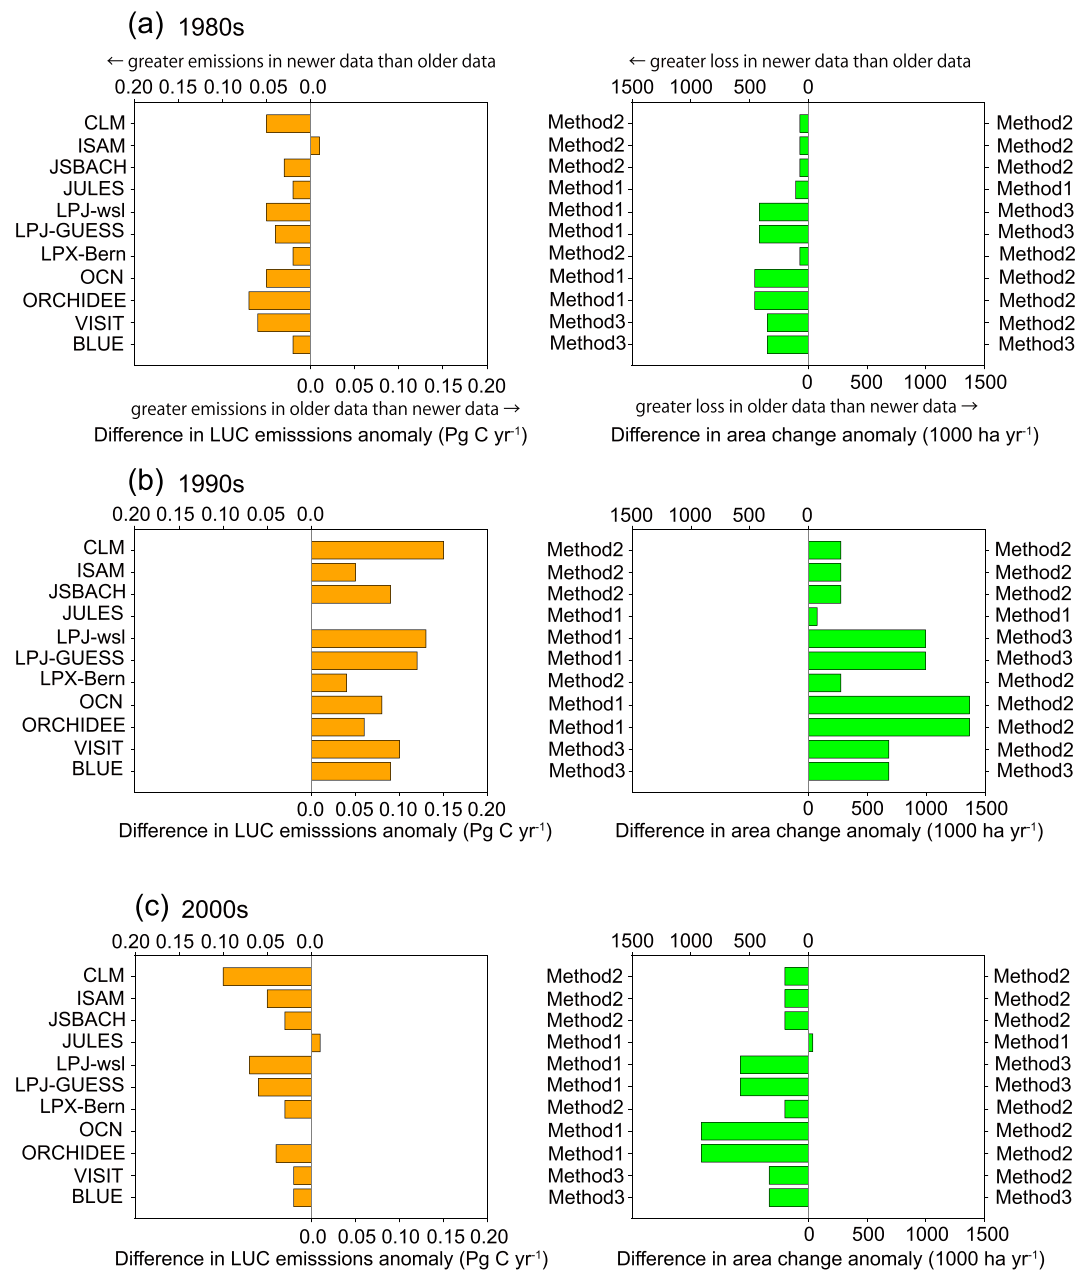 (a) 1980s
← greater emissions in newer data than older data
← greater loss in newer data than older data
0.20 0.15 0.10 0.05 0.0
1500 1000 500 0
CLM Method2 Method2
ISAM Method2 Method2
JSBACH Method2 Method2
JULES Method1 Method1
LPJ-wsl Method1 Method3
LPJ-GUESS Method1 Method3
LPX-Bern Method2 Method2
OCN Method1 Method2
ORCHIDEE Method1 Method2
VISIT Method3 Method2
BLUE Method3 Method3
0.0 0.05 0.10 0.15 0.20
0 500 1000 1500
greater emissions in older data than newer data →
greater loss in older data than newer data →
Difference in LUC emisssions anomaly (Pg C yr-1)
Difference in area change anomaly (1000 ha yr-1)
(b) 1990s
0.20 0.15 0.10 0.05 0.0
1500 1000 500 0
CLM Method2 Method2
ISAM Method2 Method2
JSBACH Method2 Method2
JULES Method1 Method1
LPJ-wsl Method1 Method3
LPJ-GUESS Method1 Method3
LPX-Bern Method2 Method2
OCN Method1 Method2
ORCHIDEE Method1 Method2
VISIT Method3 Method2
BLUE Method3 Method3
0.0 0.05 0.10 0.15 0.20
0 500 1000 1500
Difference in LUC emisssions anomaly (Pg C yr-1)
Difference in area change anomaly (1000 ha yr-1)
(c) 2000s
0.20 0.15 0.10 0.05 0.0
1500 1000 500 0
CLM Method2 Method2
ISAM Method2 Method2
JSBACH Method2 Method2
JULES Method1 Method1
LPJ-wsl Method1 Method3
LPJ-GUESS Method1 Method3
LPX-Bern Method2 Method2
OCN Method1 Method2
ORCHIDEE Method1 Method2
VISIT Method3 Method2
BLUE Method3 Method3
0.0 0.05 0.10 0.15 0.20
0 500 1000 1500
Difference in LUC emisssions anomaly (Pg C yr-1)
Difference in area change anomaly (1000 ha yr-1)